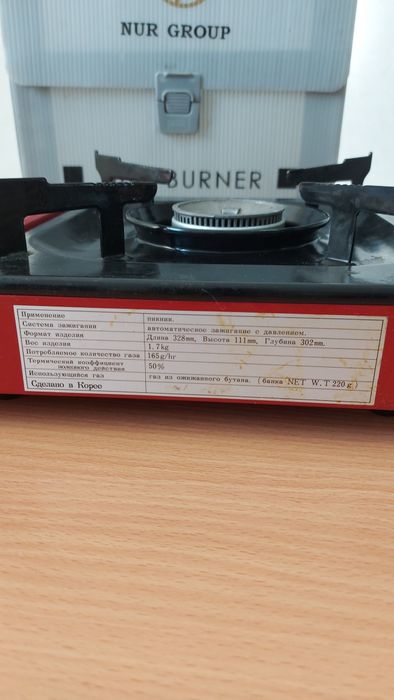 NUR GROUP
BURNER
Применение пикник.
Система зажигания автоматическое зажигание с давлением.
Формат изделия Длина 328mm, Высота 111mm, Глубина 302mm.
Вес изделия 1.7kg
Потребляемое количество газа 165g/hr
Термический коэффициент
полезного действия 50%
Использующийся газ газ из ожижанного бутана. (банка NET W.T 220g)
Сделано в Корее